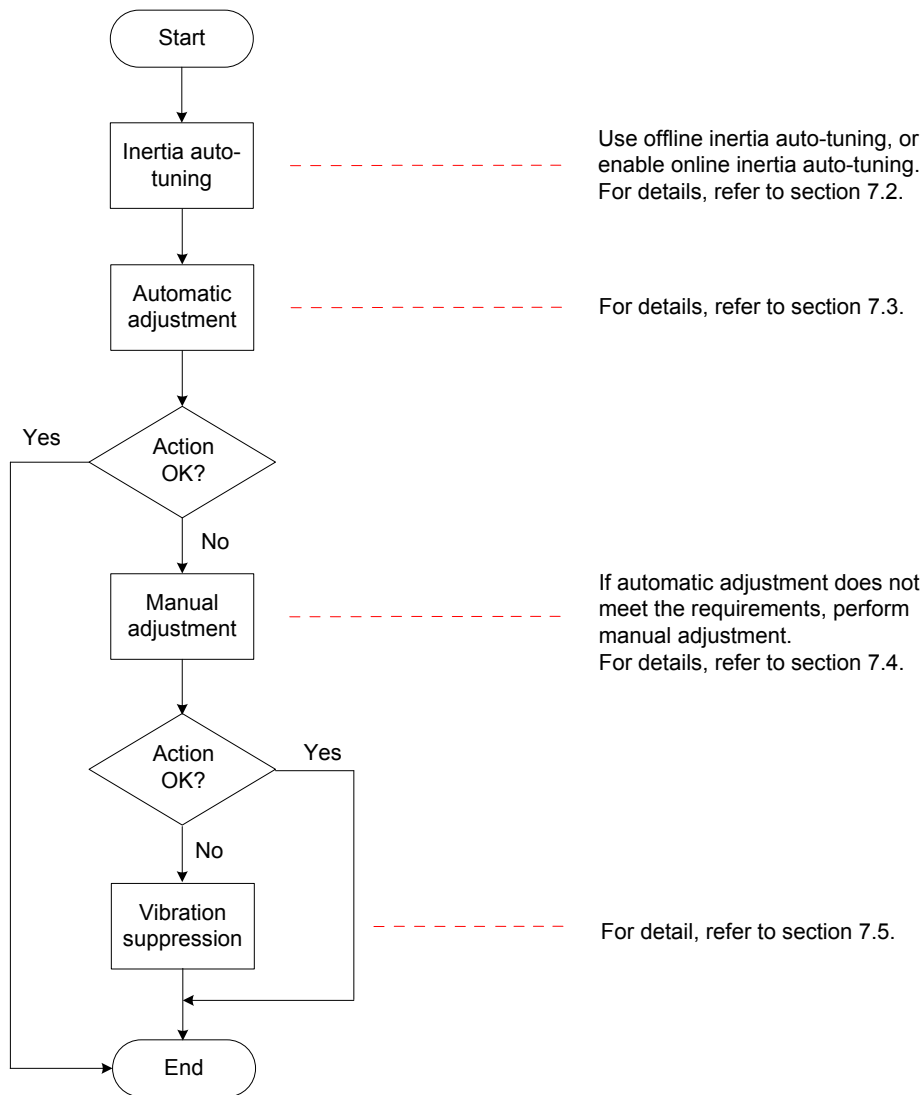 Start
Inertia auto-
tuning
Use offline inertia auto-tuning, or
enable online inertia auto-tuning.
For details, refer to section 7.2.
Automatic
adjustment
For details, refer to section 7.3.
Yes
Action
OK?
No
Manual
adjustment
If automatic adjustment does not
meet the requirements, perform
manual adjustment.
For details, refer to section 7.4.
Action
OK?
Yes
No
Vibration
suppression
For detail, refer to section 7.5.
End